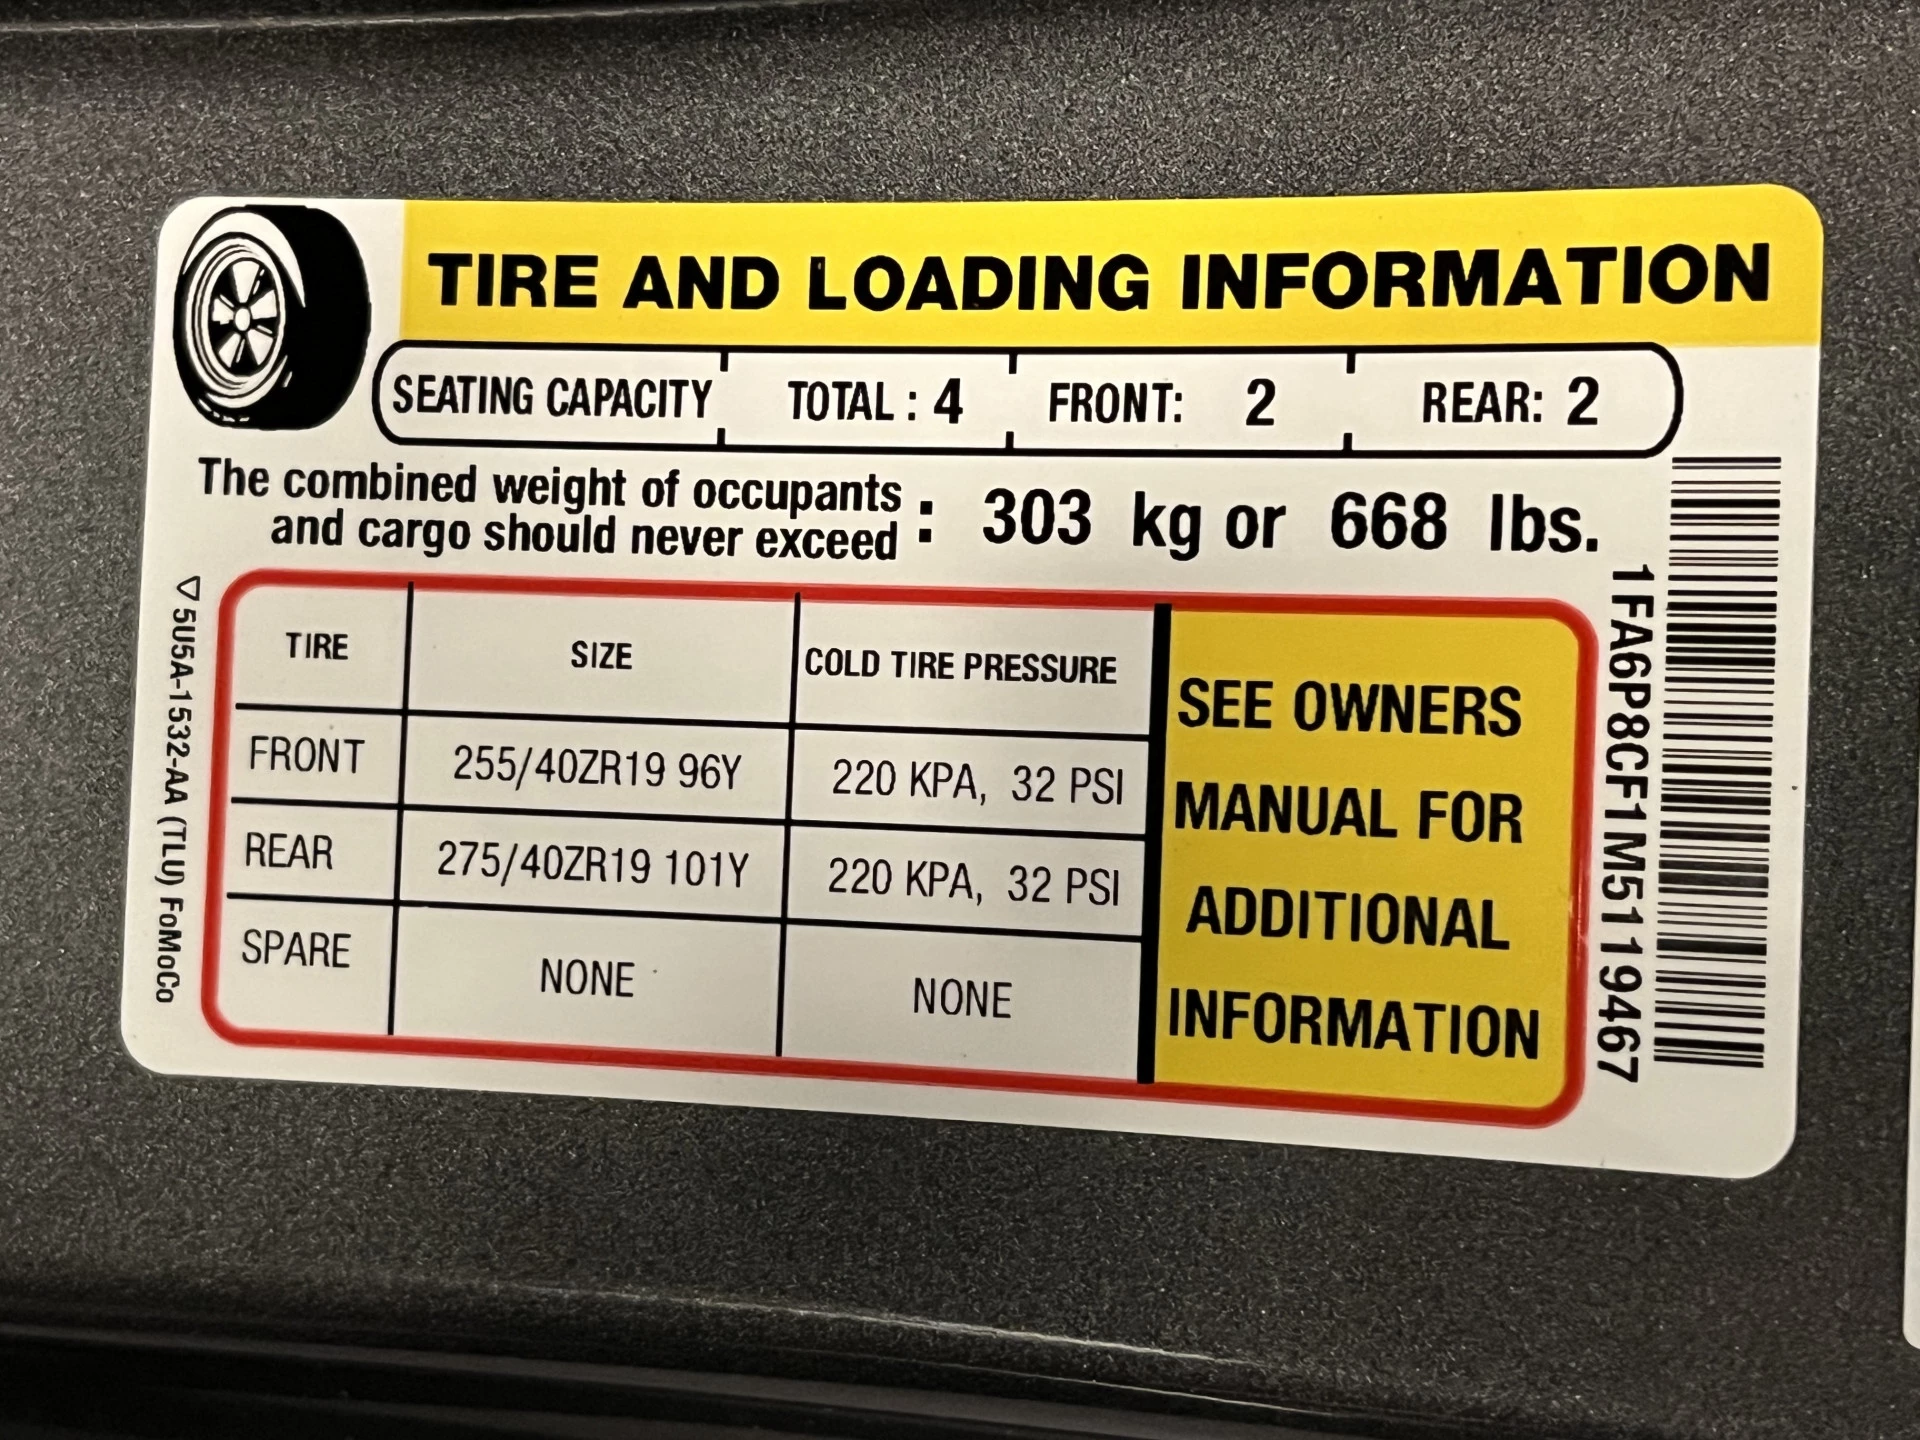 TIRE AND LOADING INFORMATION
SEATING CAPACITY TOTAL : 4 FRONT: 2 REAR: 2
The combined weight of occupants
and cargo should never exceed : 303 kg or 668 lbs.
TIRE SIZE COLD TIRE PRESSURE
FRONT 255/40ZR19 96Y 220 KPA, 32 PSI
REAR 275/40ZR19 101Y 220 KPA, 32 PSI
SPARE NONE NONE
SEE OWNERS
MANUAL FOR
ADDITIONAL
INFORMATION
5U5A-1532-AA (TLU) FoMoCo
1FA6P8CF1M5119467